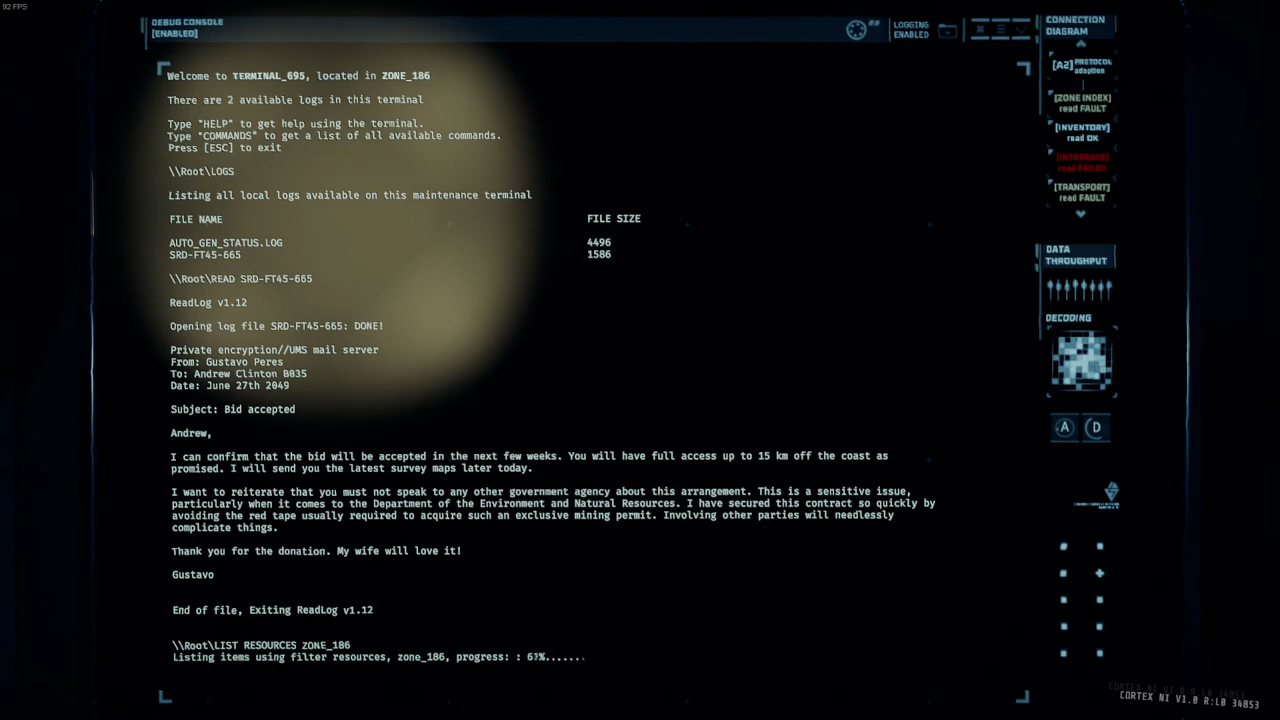 92 FPS
DEBUG CONSOLE
[ENABLED]
LOGGING
ENABLED
Welcome to TERMINAL_695, located in ZONE_186
There are 2 available logs in this terminal
Type "HELP" to get help using the terminal.
Type "COMMANDS" to get a list of all available commands.
Press [ESC] to exit
\\Root\LOGS
Listing all local logs available on this maintenance terminal
FILE NAME FILE SIZE
AUTO_GEN_STATUS.LOG 4496
SRD-FT45-665 1586
\\Root\READ SRD-FT45-665
ReadLog v1.12
Opening log file SRD-FT45-665: DONE!
Private encryption//UMS mail server
From: Gustavo Peres
To: Andrew Clinton B035
Date: June 27th 2049
Subject: Bid accepted
Andrew,
I can confirm that the bid will be accepted in the next few weeks. You will have full access up to 15 km off the coast as
promised. I will send you the latest survey maps later today.
I want to reiterate that you must not speak to any other government agency about this arrangement. This is a sensitive issue,
particularly when it comes to the Department of the Environment and Natural Resources. I have secured this contract so quickly by
avoiding the red tape usually required to acquire such an exclusive mining permit. Involving other parties will needlessly
complicate things.
Thank you for the donation. My wife will love it!
Gustavo
End of file, Exiting ReadLog v1.12
\\Root\LIST RESOURCES ZONE_186
Listing items using filter resources, zone_186, progress: : 63%.......
CONNECTION
DIAGRAM
[A2] PROTOCOL
adaption
[ZONE INDEX]
read FAULT
[INVENTORY]
read OK
[INTERBASE]
read FAILED
[TRANSPORT]
read FAULT
DATA
THROUGHPUT
DECODING
A D
CORTEX NI V1.0 R:L0 34853